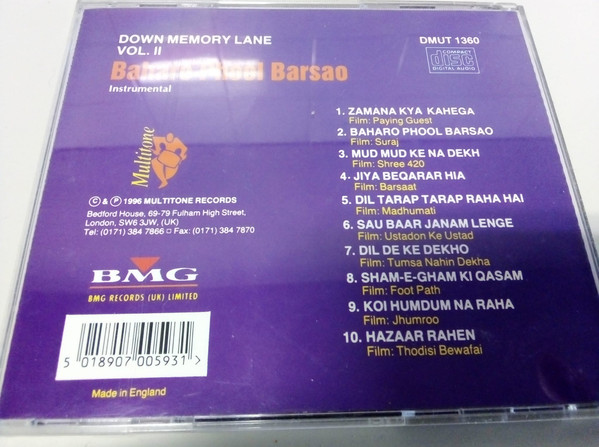 DOWN MEMORY LANE
VOL. II
DMUT 1360
COMPACT
disc
DIGITAL AUDIO
Baharo Phool Barsao
Instrumental
Multitone
© & ℗ 1996 MULTITONE RECORDS
Bedford House, 69-79 Fulham High Street,
London, SW6 3JW, (UK)
Tel: (0171) 384 7866 □ Fax: (0171) 384 7870
BMG
BMG RECORDS (UK) LIMITED
5 018907 005931 >
Made in England
1. ZAMANA KYA KAHEGA
Film: Paying Guest
2. BAHARO PHOOL BARSAO
Film: Suraj
3. MUD MUD KE NA DEKH
Film: Shree 420
4. JIYA BEQARAR HIA
Film: Barsaat
5. DIL TARAP TARAP RAHA HAI
Film: Madhumati
6. SAU BAAR JANAM LENGE
Film: Ustadon Ke Ustad
7. DIL DE KE DEKHO
Film: Tumsa Nahin Dekha
8. SHAM-E-GHAM KI QASAM
Film: Foot Path
9. KOI HUMDUM NA RAHA
Film: Jhumroo
10. HAZAAR RAHEN
Film: Thodisi Bewafai